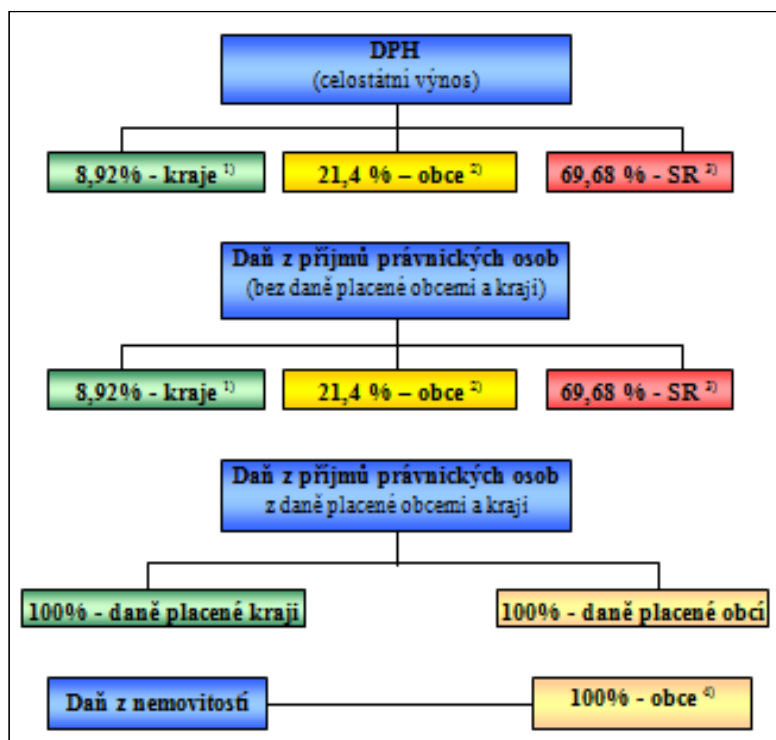 DPH
(celostátní výnos)
8,92% - kraje 1)
21,4 % – obce 2)
69,68 % - SR 3)
Daň z příjmů právnických osob
(bez daně placené obcemi a kraji)
8,92% - kraje 1)
21,4 % – obce 2)
69,68 % - SR 3)
Daň z příjmů právnických osob
z daně placené obcemi a kraji
100% - daně placené kraji
100% - daně placené obcí
Daň z nemovitostí
100% - obce 4)